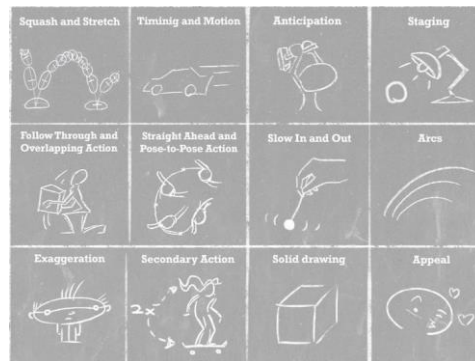 Squash and Stretch
Timinig and Motion
Anticipation
Staging
Follow Through and
Overlapping Action
Straight Ahead and
Pose-to-Pose Action
Slow In and Out
Arcs
Exaggeration
Secondary Action
Solid drawing
Appeal
2x